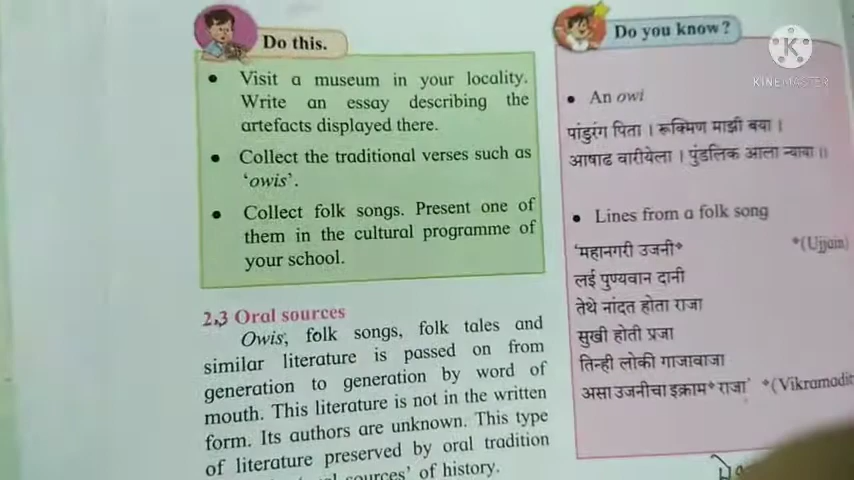 Do this.
• Visit a museum in your locality.
Write an essay describing the
artefacts displayed there.
• Collect the traditional verses such as
‘owis’.
• Collect folk songs. Present one of
them in the cultural programme of
your school.
2.3 Oral sources
Owis, folk songs, folk tales and
similar literature is passed on from
generation to generation by word of
mouth. This literature is not in the written
form. Its authors are unknown. This type
of literature preserved by oral tradition
sources’ of history.
Do you know?
• An owi
पांडुरंग पिता । रूक्मिण माझी बया ।
आषाढ वारीयेला । पुंडलिक आला न्याया ॥
• Lines from a folk song
‘महानगरी उजनी* *(Ujjain)
लई पुण्यवान दानी
तेथे नांदत होता राजा
सुखी होती प्रजा
तिन्ही लोकी गाजावाजा
असा उजनीचा इक्राम* राजा’ *(Vikramadit
KINEMASTER